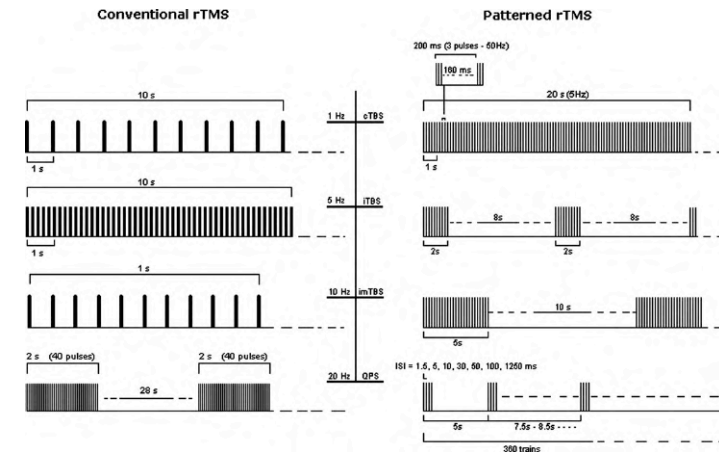 Conventional rTMS
Patterned rTMS
200 ms (3 pulses - 50Hz)
160 ms
10 s
1 Hz
cTBS
20 s (5Hz)
1 s
1s
10s
5 Hz
iTBS
8s
8s
1 s
2s
2s
1 s
10 Hz
imTBS
10 s
5s
2 s (40 pulses)
2 s (40 pulses)
28 s
20 Hz
QPS
ISI = 1.5, 5, 10, 30, 50, 100, 1250 ms
5s
7.5s - 8.5s - - - -
360 trains